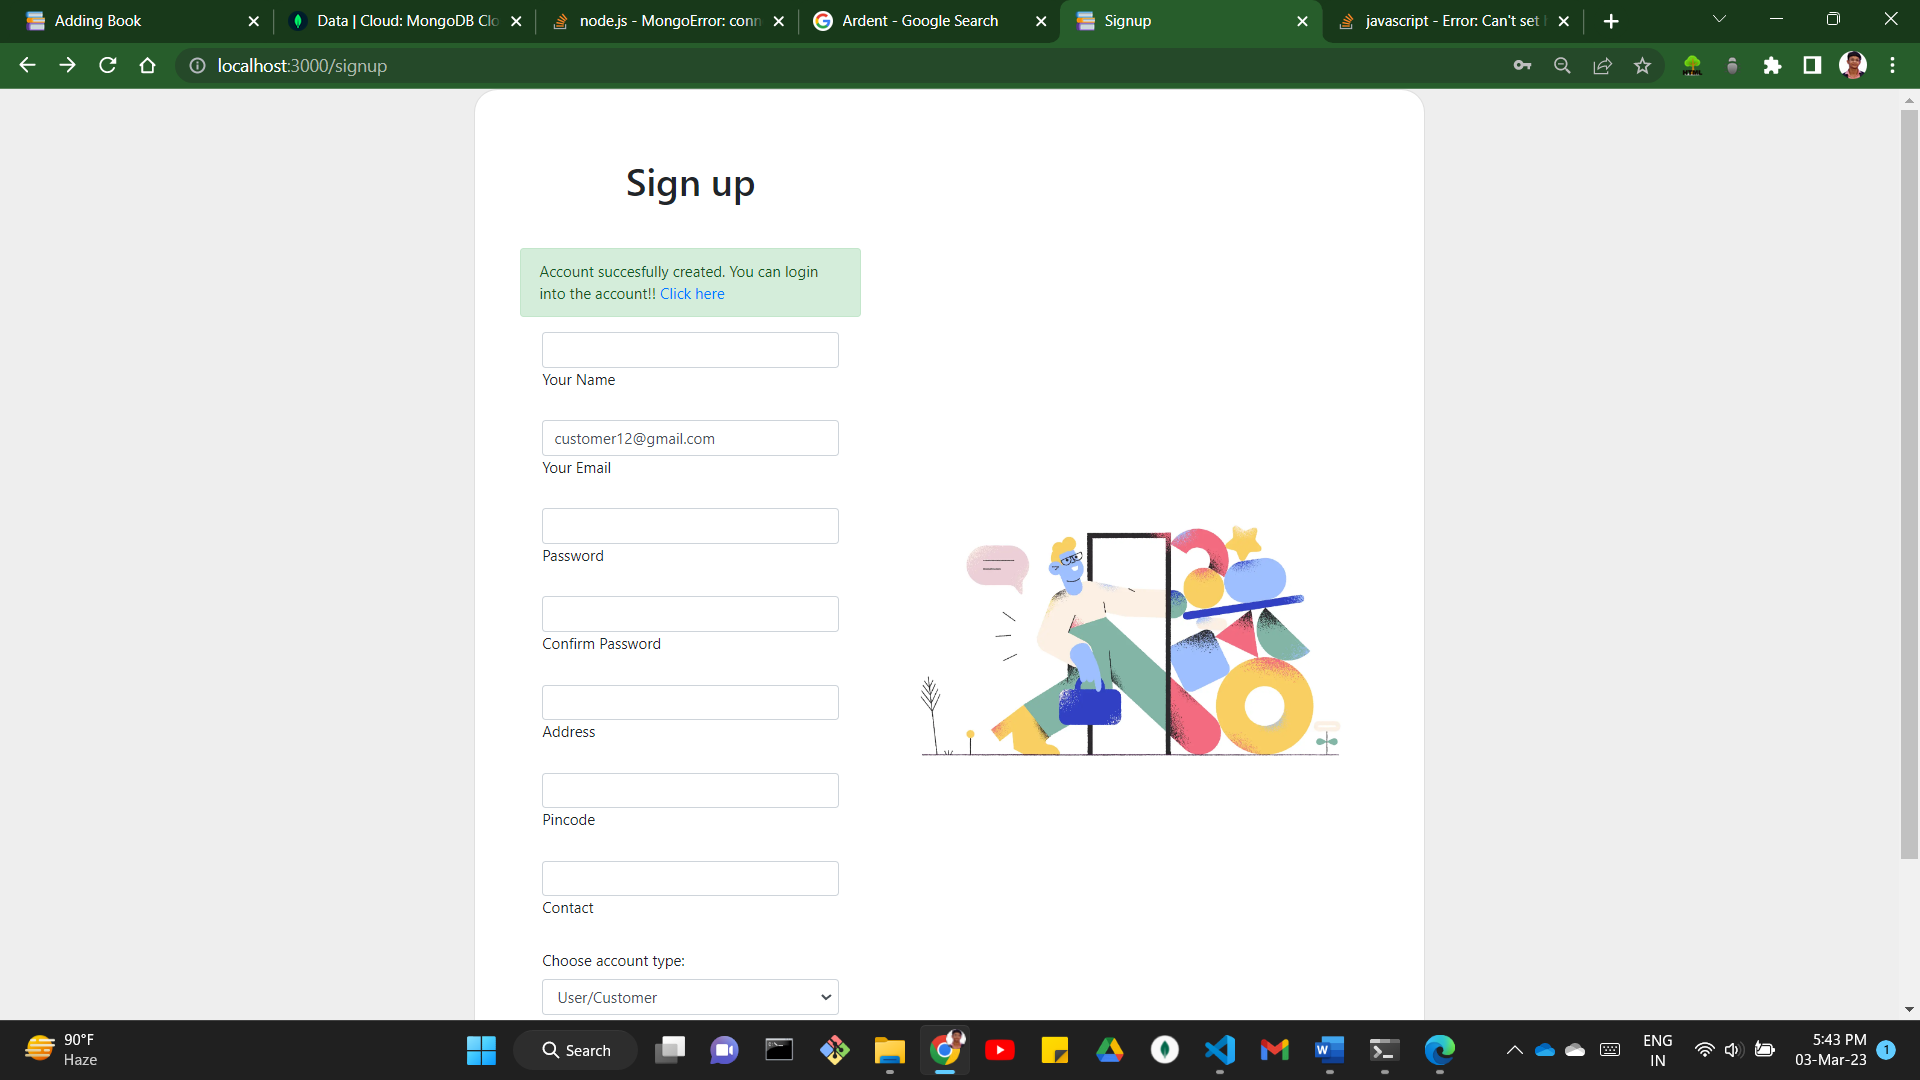 Adding Book
Data | Cloud: MongoDB Clo
node.js - MongoError: conn
Ardent - Google Search
Signup
javascript - Error: Can't set h
localhost:3000/signup
Sign up
Account succesfully created. You can login
into the account!! Click here
Your Name
customer12@gmail.com
Your Email
Password
Confirm Password
Address
Pincode
Contact
Choose account type:
User/Customer
90°F
Haze
Search
ENG
IN
5:43 PM
03-Mar-23
1